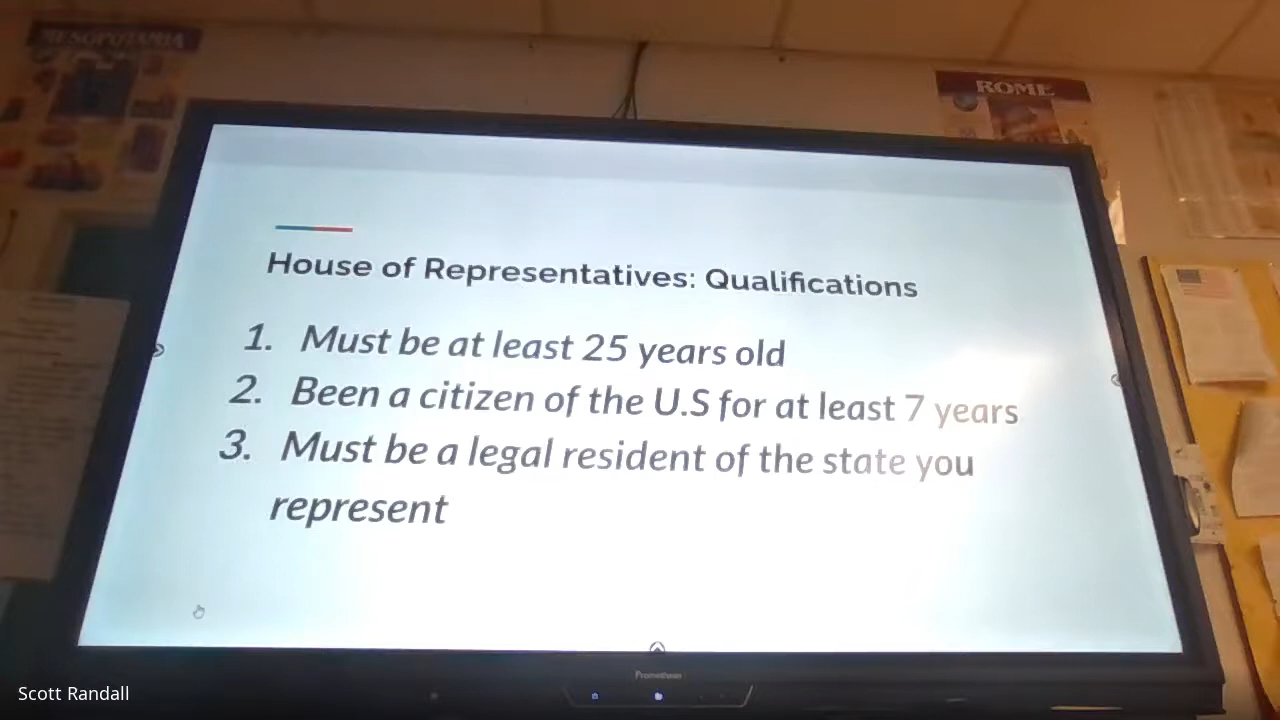 MESOPOTAMIA
ROME
House of Representatives: Qualifications
1. Must be at least 25 years old
2. Been a citizen of the U.S for at least 7 years
3. Must be a legal resident of the state you
represent
Promethean
Scott Randall